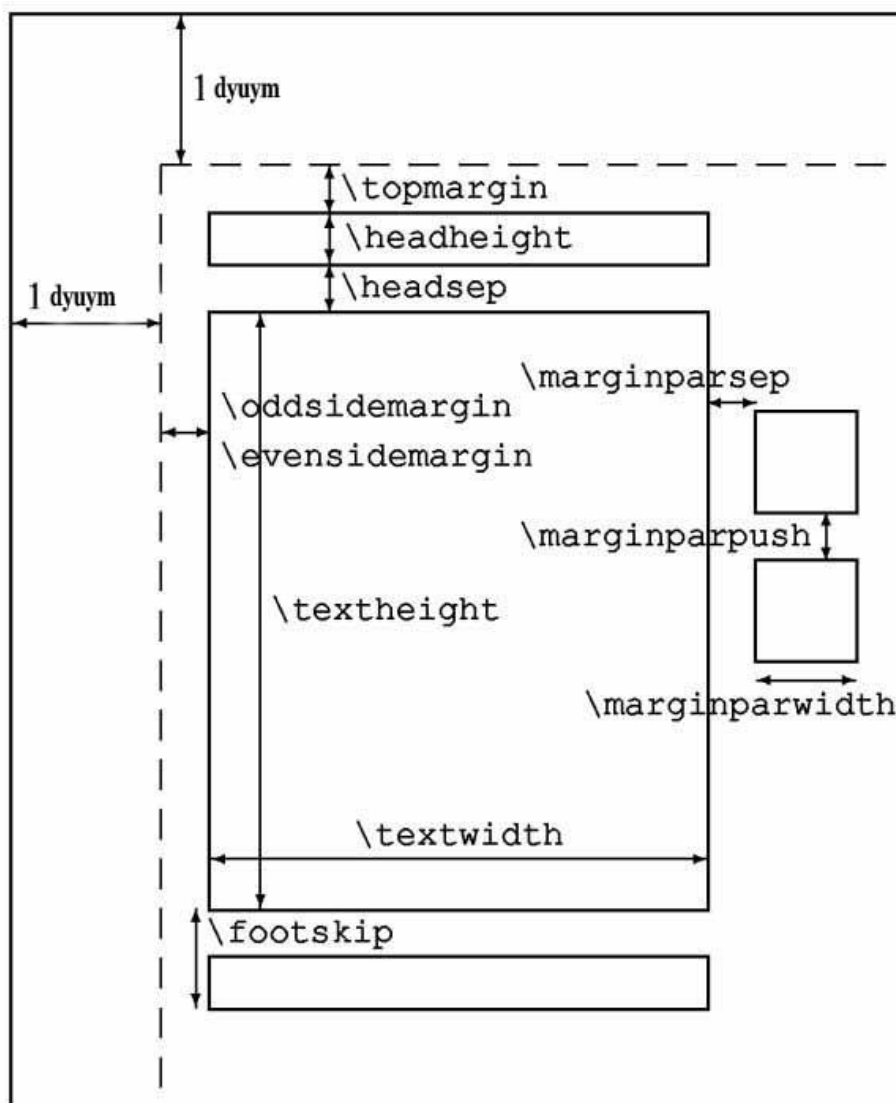 1 dyuym
\topmargin
\headheight
\headsep
1 dyuym
\marginparsep
\oddsidemargin
\evensidemargin
\marginparpush
\textheight
\marginparwidth
\textwidth
\footskip